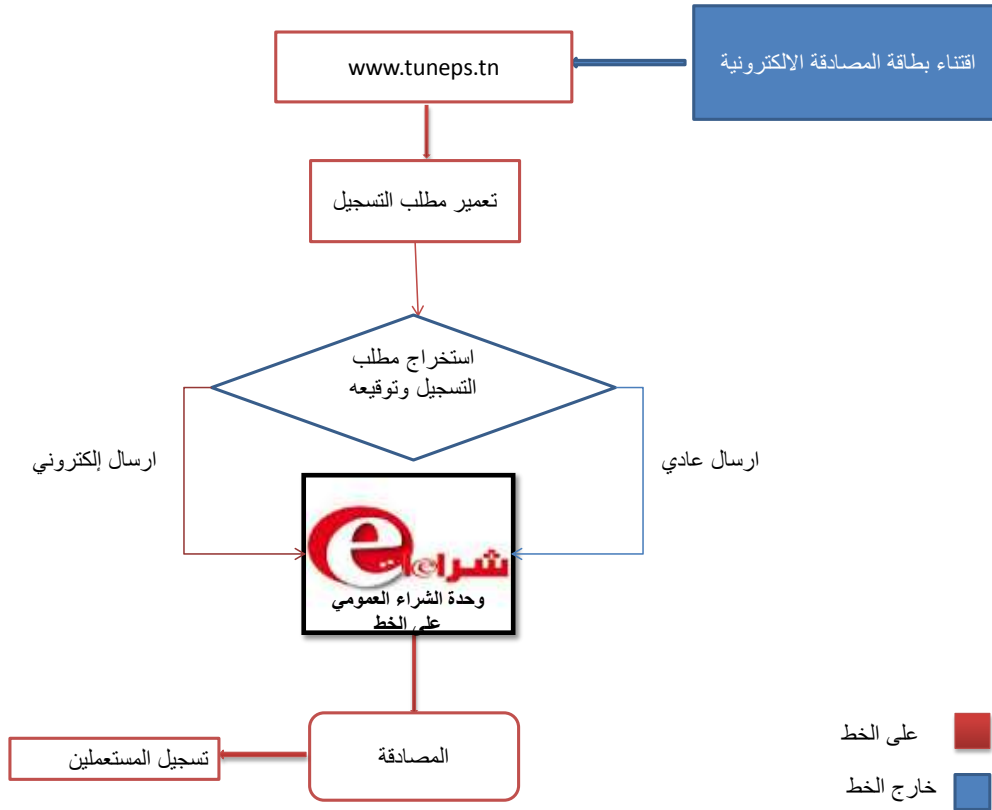 اقتناء بطاقة المصادقة الالكترونية
www.tuneps.tn
تعمير مطلب التسجيل
استخراج مطلب
التسجيل وتوقيعه
ارسال عادي
ارسال إلكتروني
e شراءات
وحدة الشراء العمومي
على الخط
المصادقة
تسجيل المستعملين
على الخط
خارج الخط